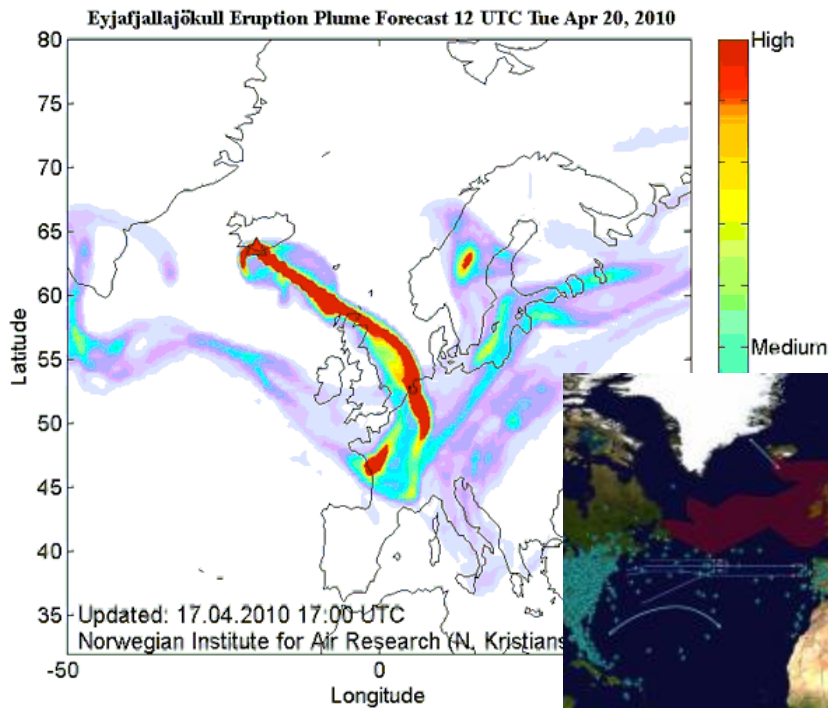 Eyjafjallajökull Eruption Plume Forecast 12 UTC Tue Apr 20, 2010
80
75
70
65
60
55
50
45
40
35
Latitude
High
Medium
Updated: 17.04.2010 17:00 UTC
Norwegian Institute for Air Research (N. Kristians
-50
0
Longitude